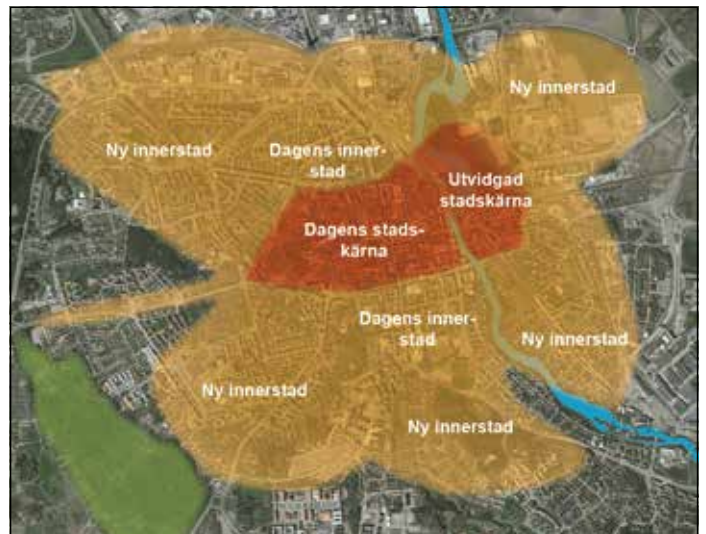 Ny innerstad
Ny innerstad
Dagens inner-
stad
Utvidgad
stadskärna
Dagens stads-
kärna
Dagens inner-
stad
Ny innerstad
Ny innerstad
Ny innerstad